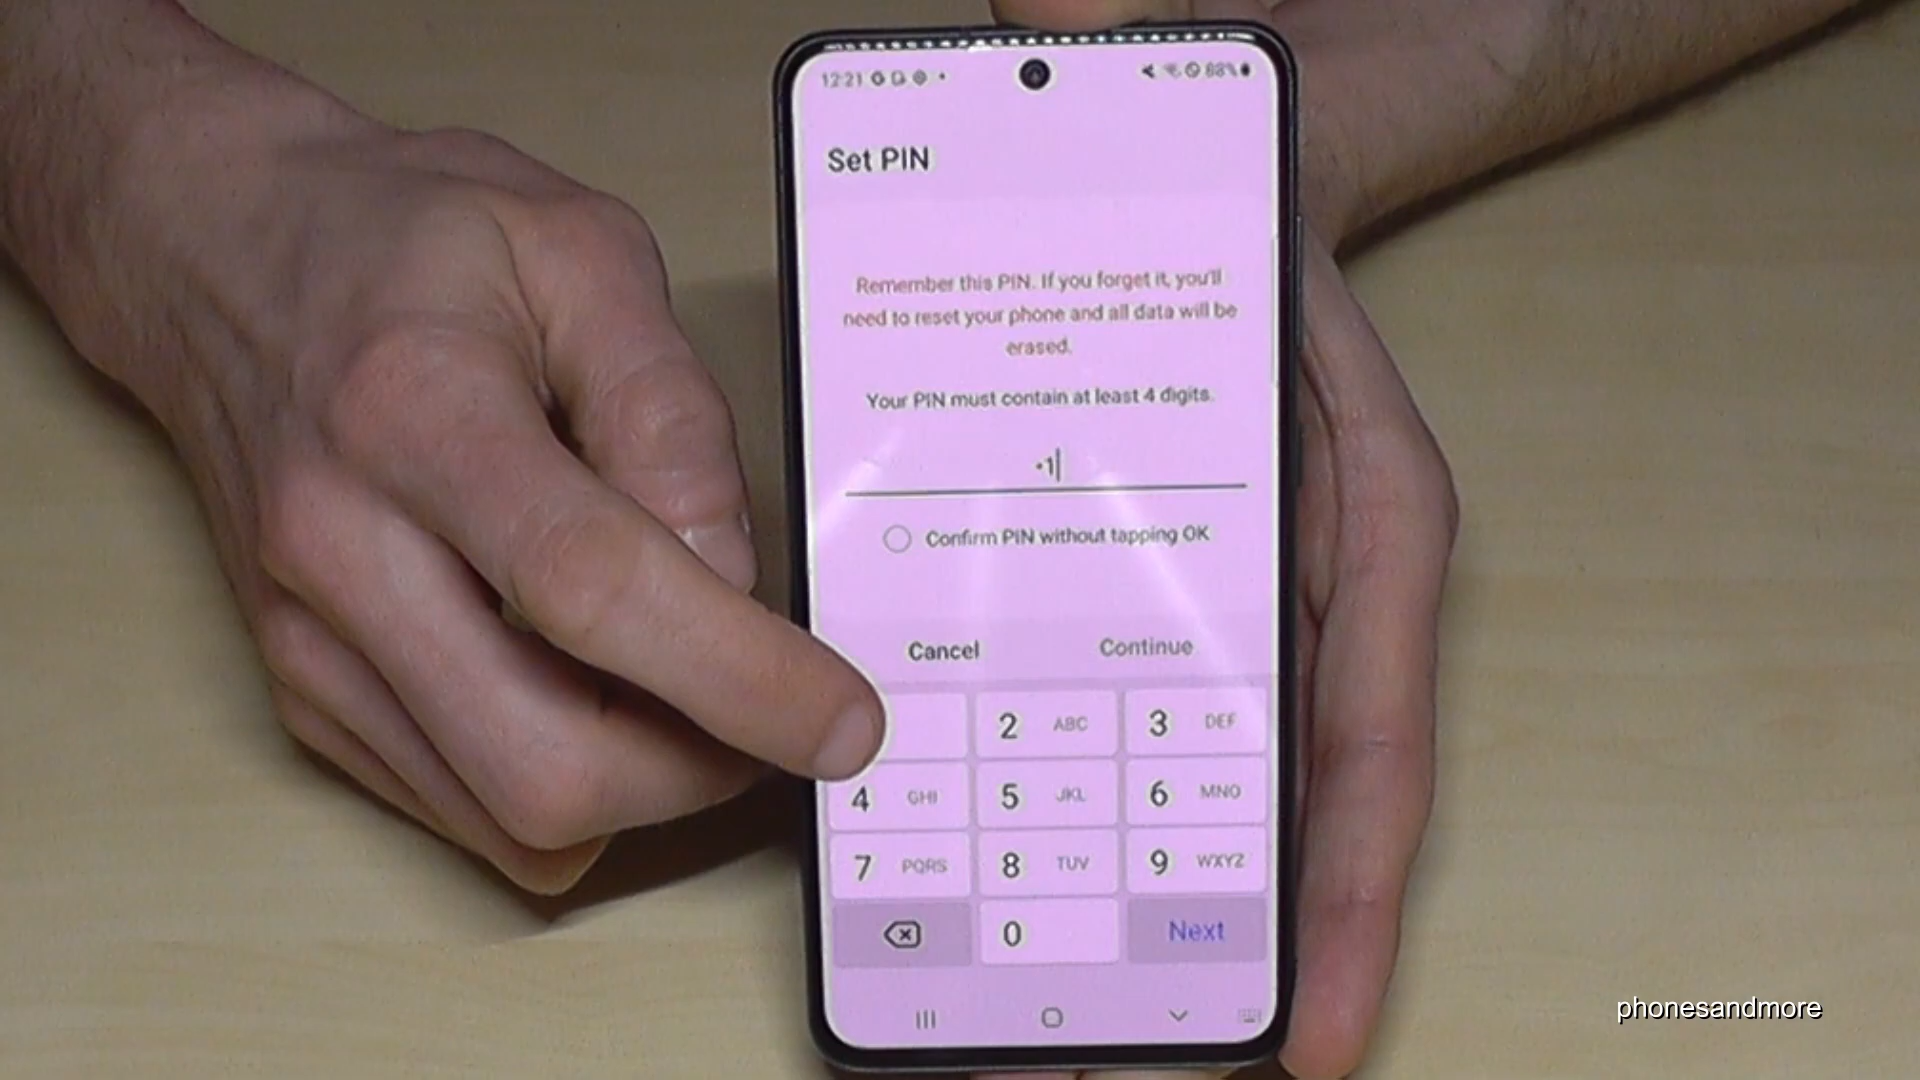 12:21
68%
Set PIN
Remember this PIN. If you forget it, you'll
need to reset your phone and all data will be
erased.
Your PIN must contain at least 4 digits.
•1
Confirm PIN without tapping OK
Cancel Continue
2 ABC 3 DEF
4 GHI 5 JKL 6 MNO
7 PQRS 8 TUV 9 WXYZ
0 Next
phonesandmore